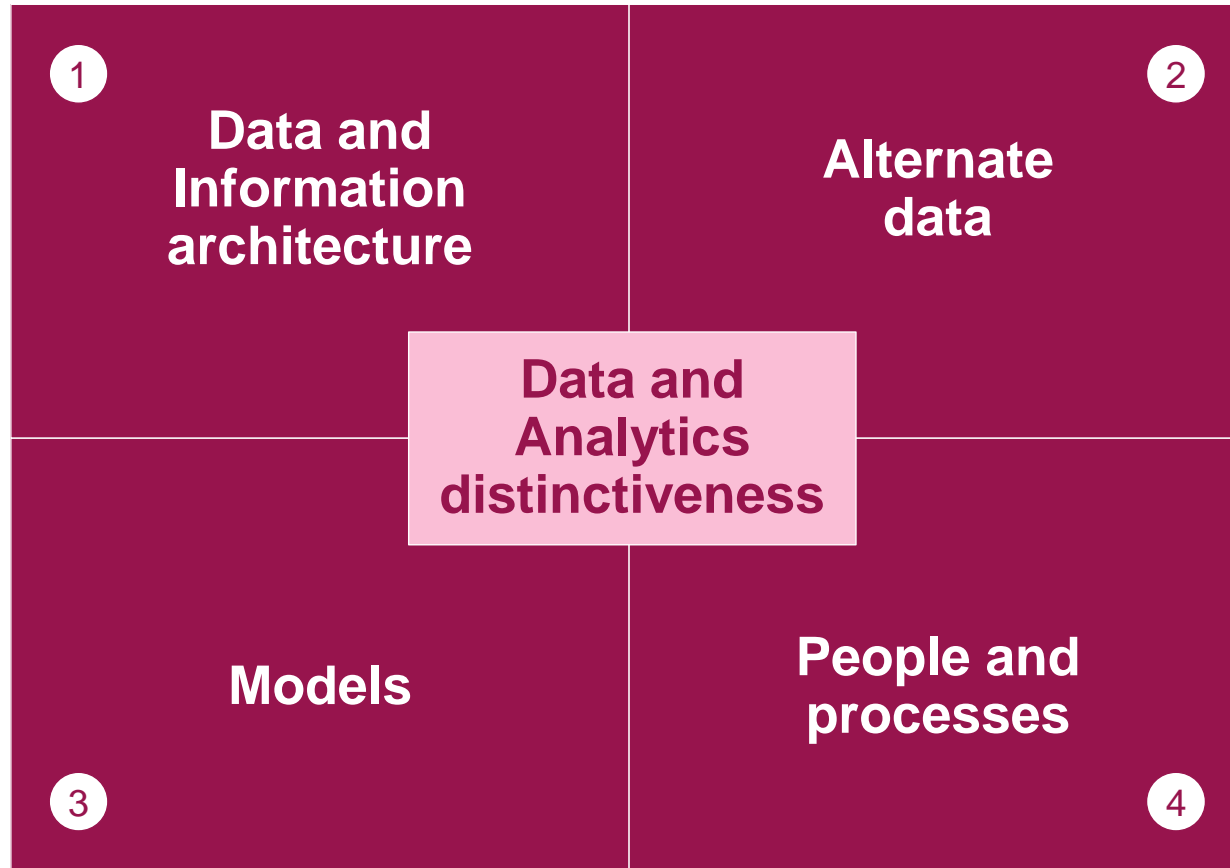 1
Data and
Information
architecture
2
Alternate
data
Data and
Analytics
distinctiveness
Models
3
People and
processes
4